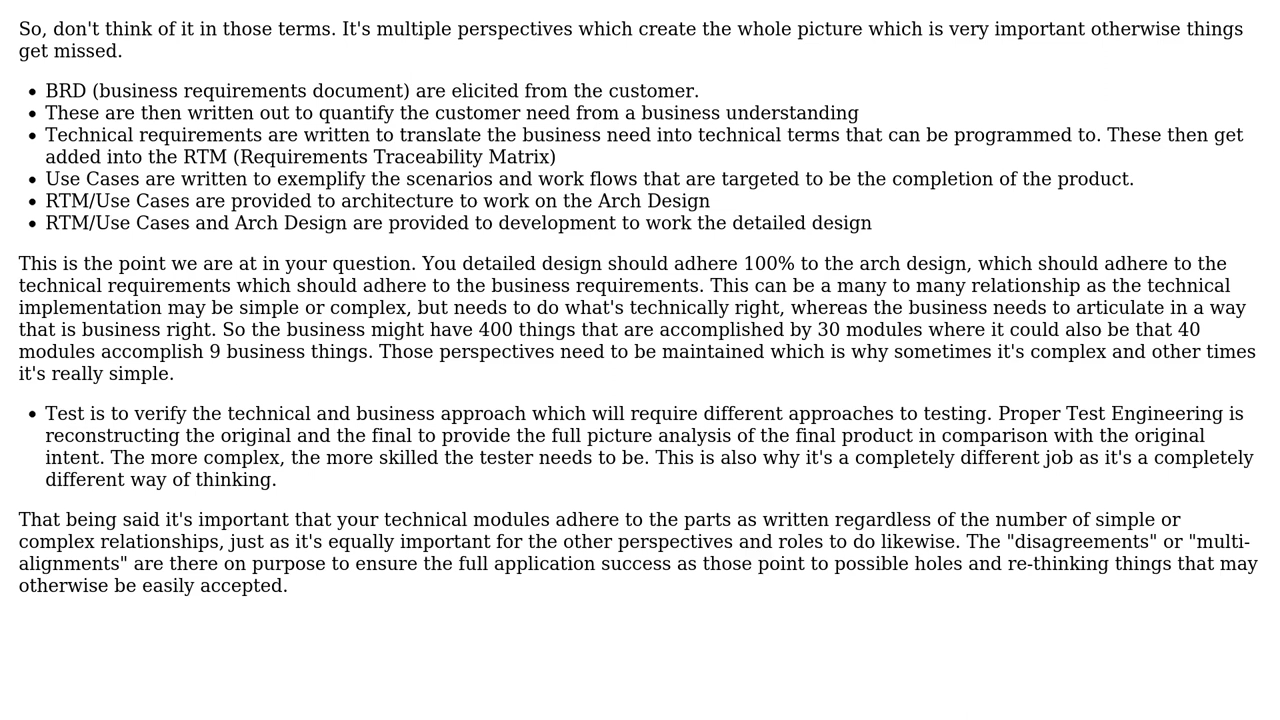 So, don't think of it in those terms. It's multiple perspectives which create the whole picture which is very important otherwise things
get missed.
• BRD (business requirements document) are elicited from the customer.
• These are then written out to quantify the customer need from a business understanding
• Technical requirements are written to translate the business need into technical terms that can be programmed to. These then get
added into the RTM (Requirements Traceability Matrix)
• Use Cases are written to exemplify the scenarios and work flows that are targeted to be the completion of the product.
• RTM/Use Cases are provided to architecture to work on the Arch Design
• RTM/Use Cases and Arch Design are provided to development to work the detailed design
This is the point we are at in your question. You detailed design should adhere 100% to the arch design, which should adhere to the
technical requirements which should adhere to the business requirements. This can be a many to many relationship as the technical
implementation may be simple or complex, but needs to do what's technically right, whereas the business needs to articulate in a way
that is business right. So the business might have 400 things that are accomplished by 30 modules where it could also be that 40
modules accomplish 9 business things. Those perspectives need to be maintained which is why sometimes it's complex and other times
it's really simple.
• Test is to verify the technical and business approach which will require different approaches to testing. Proper Test Engineering is
reconstructing the original and the final to provide the full picture analysis of the final product in comparison with the original
intent. The more complex, the more skilled the tester needs to be. This is also why it's a completely different job as it's a completely
different way of thinking.
That being said it's important that your technical modules adhere to the parts as written regardless of the number of simple or
complex relationships, just as it's equally important for the other perspectives and roles to do likewise. The "disagreements" or "multi-
alignments" are there on purpose to ensure the full application success as those point to possible holes and re-thinking things that may
otherwise be easily accepted.